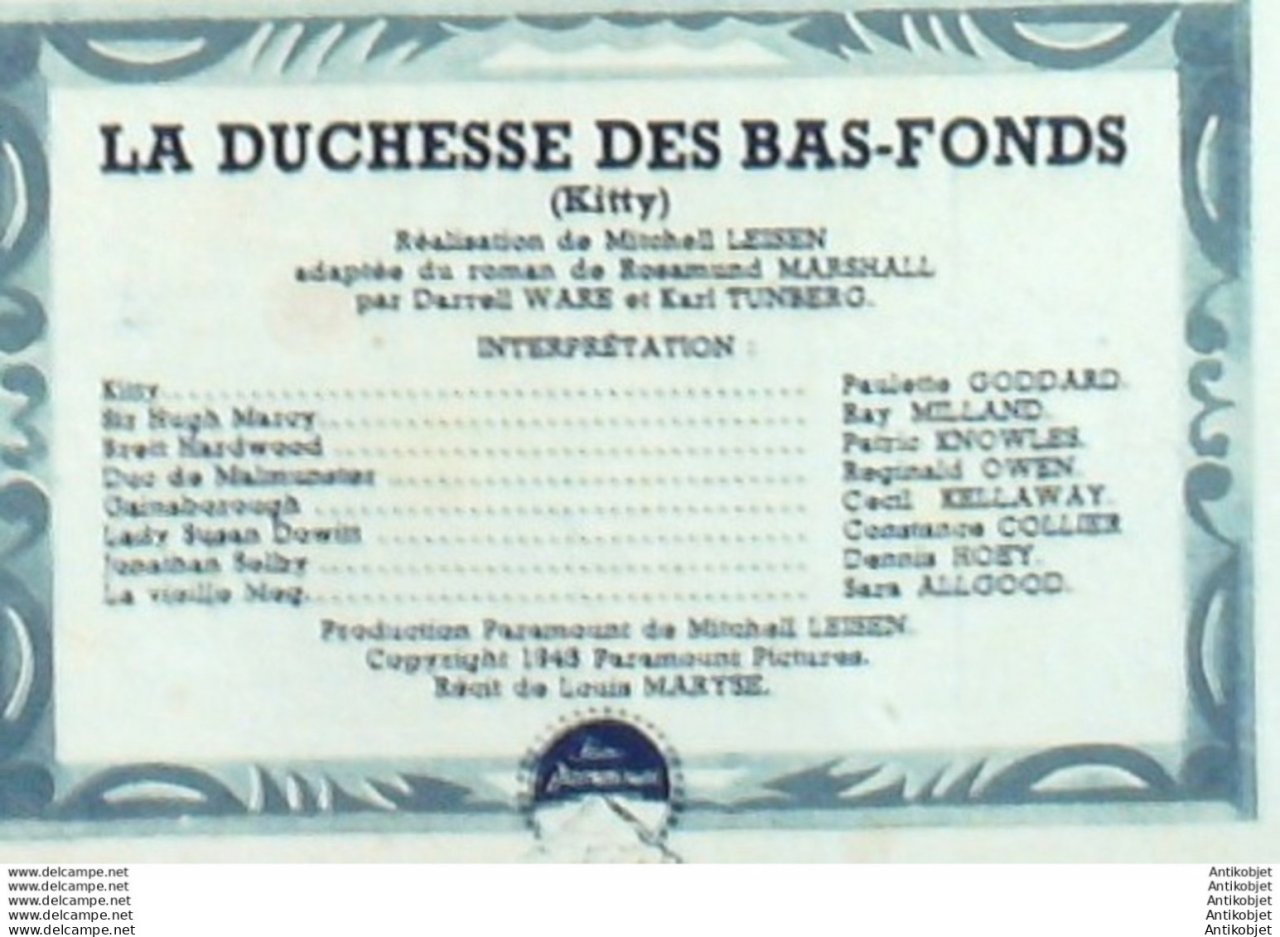 LA DUCHESSE DES BAS-FONDS
(Kitty)
Réalisation de Mitchell LEISEN
adaptée du roman de Rosamund MARSHALL
par Darrell WARE et Karl TUNBERG.
INTERPRÉTATION :
Kitty........ Paulette GODDARD.
Sir Hugh Marcy........ Ray MILLAND.
Brett Hardwood........ Patric KNOWLES.
Duc de Malmunster........ Reginald OWEN.
Gainsborough........ Cecil KELLAWAY.
Lady Susan Dowitt........ Constance COLLIER
Jonathan Selby........ Dennis HOEY.
La vieille Meg........ Sara ALLGOOD.
Production Paramount de Mitchell LEISEN.
Copyright Paramount Pictures.
Récit de Louis MARYSE.
Paramount
www.delcampe.net
www.delcampe.net
www.delcampe.net
www.delcampe.net
www.delcampe.net
Antikobjet
Antikobjet
Antikobjet
Antikobjet
Antikobjet